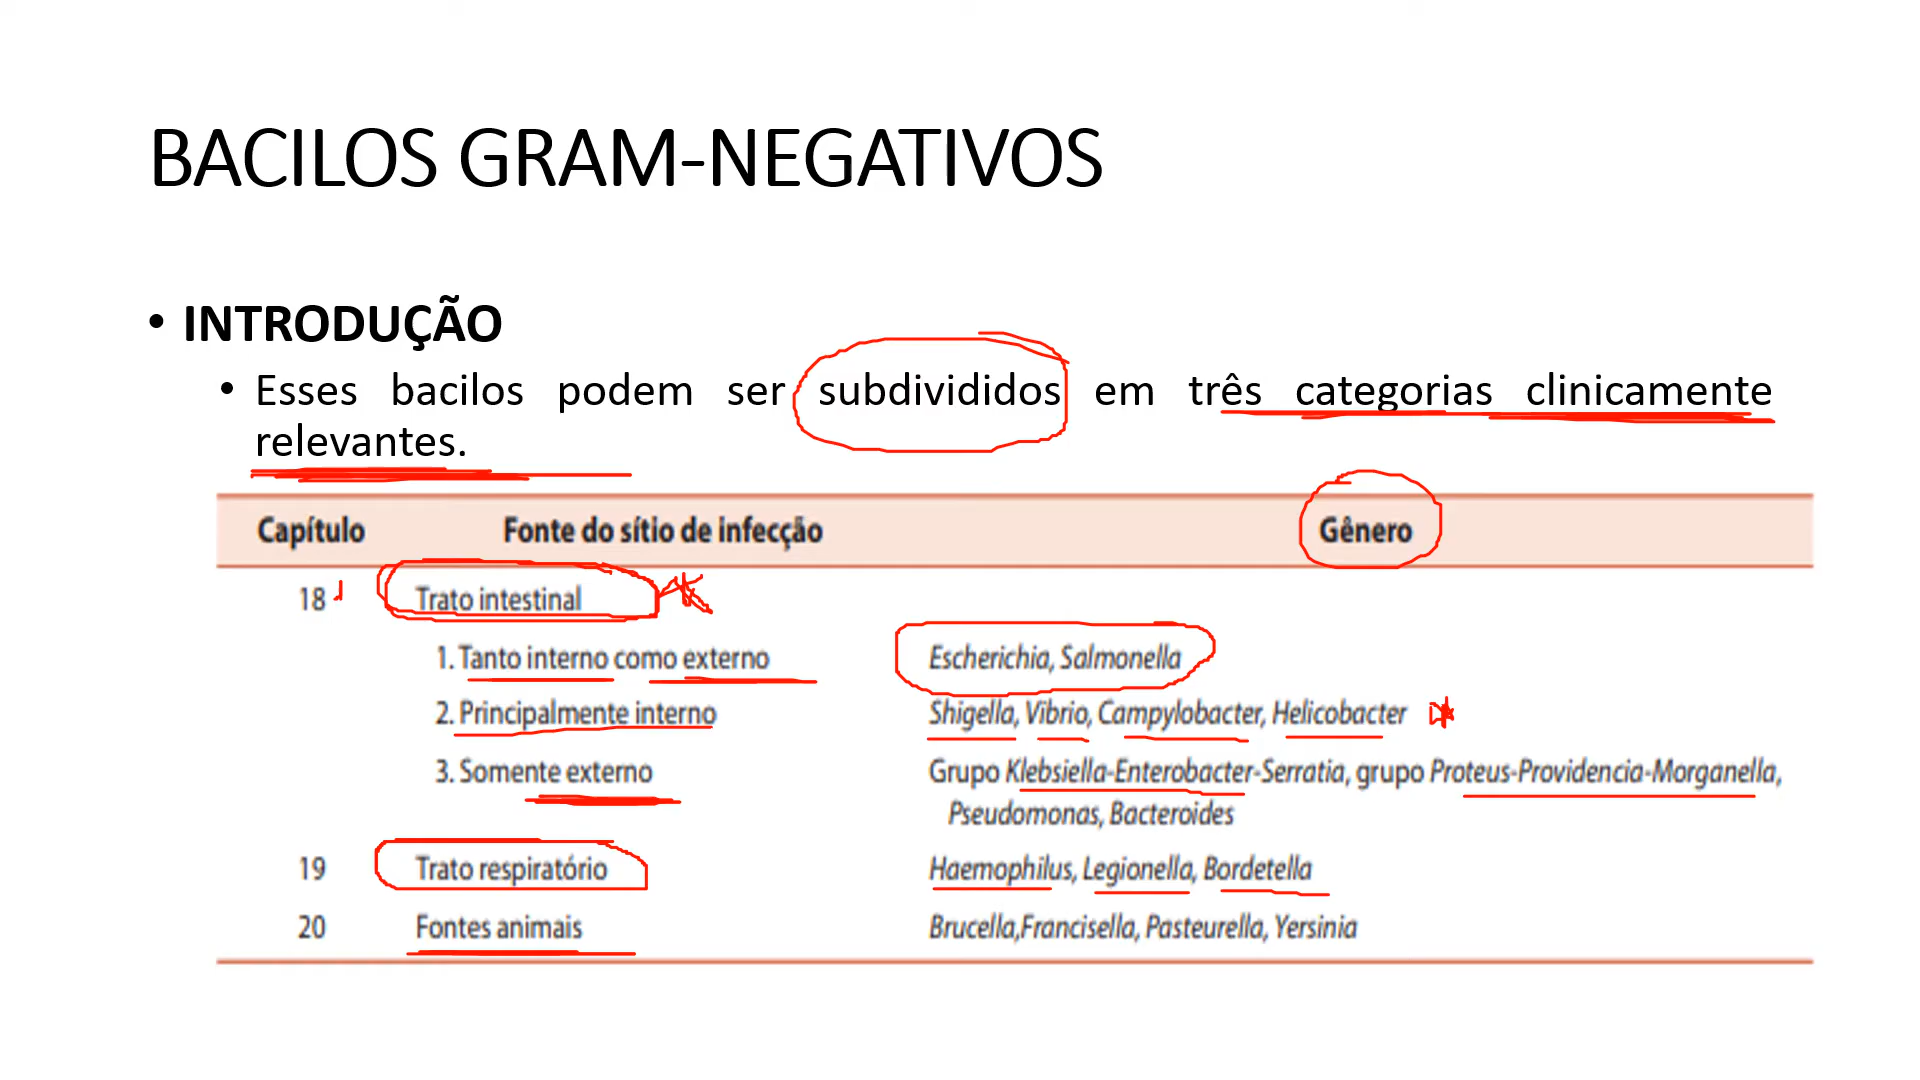 BACILOS GRAM-NEGATIVOS
• INTRODUÇÃO
• Esses bacilos podem ser subdivididos em três categorias clinicamente
relevantes.
Capítulo Fonte do sítio de infecção Gênero
18 Trato intestinal
1. Tanto interno como externo Escherichia, Salmonella
2. Principalmente interno Shigella, Vibrio, Campylobacter, Helicobacter
3. Somente externo Grupo Klebsiella-Enterobacter-Serratia, grupo Proteus-Providencia-Morganella,
Pseudomonas, Bacteroides
19 Trato respiratório Haemophilus, Legionella, Bordetella
20 Fontes animais Brucella,Francisella, Pasteurella, Yersinia